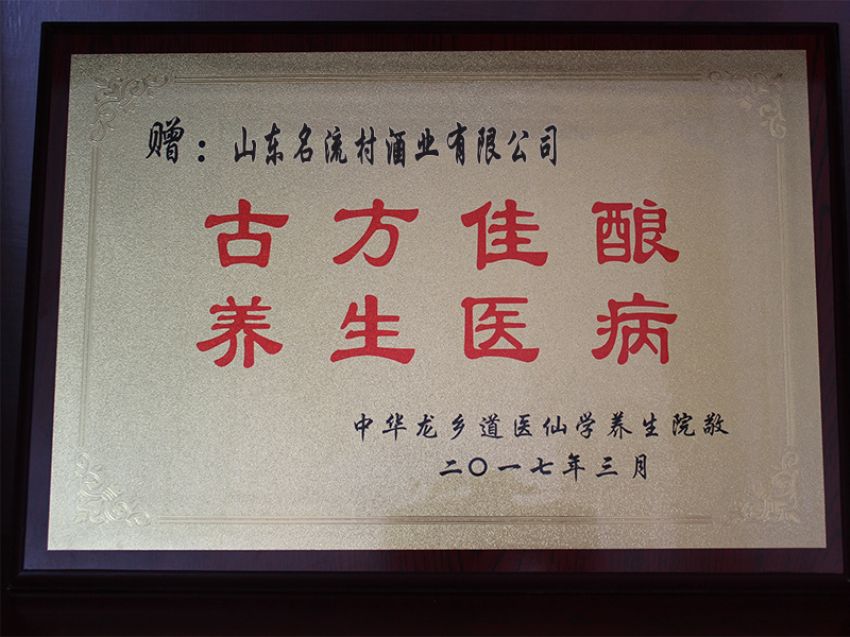 赠：山东名流村酒业有限公司
古方佳酿
养生医病
中华龙乡道医仙学养生院敬
二〇一七年三月